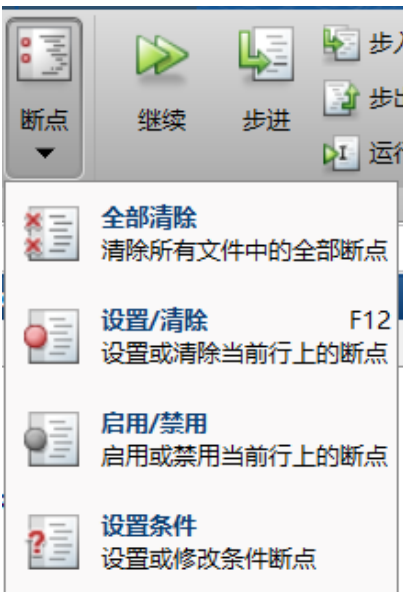 断点
继续
步进
步入
步出
运行
全部清除
清除所有文件中的全部断点
设置/清除 F12
设置或清除当前行上的断点
启用/禁用
启用或禁用当前行上的断点
设置条件
设置或修改条件断点